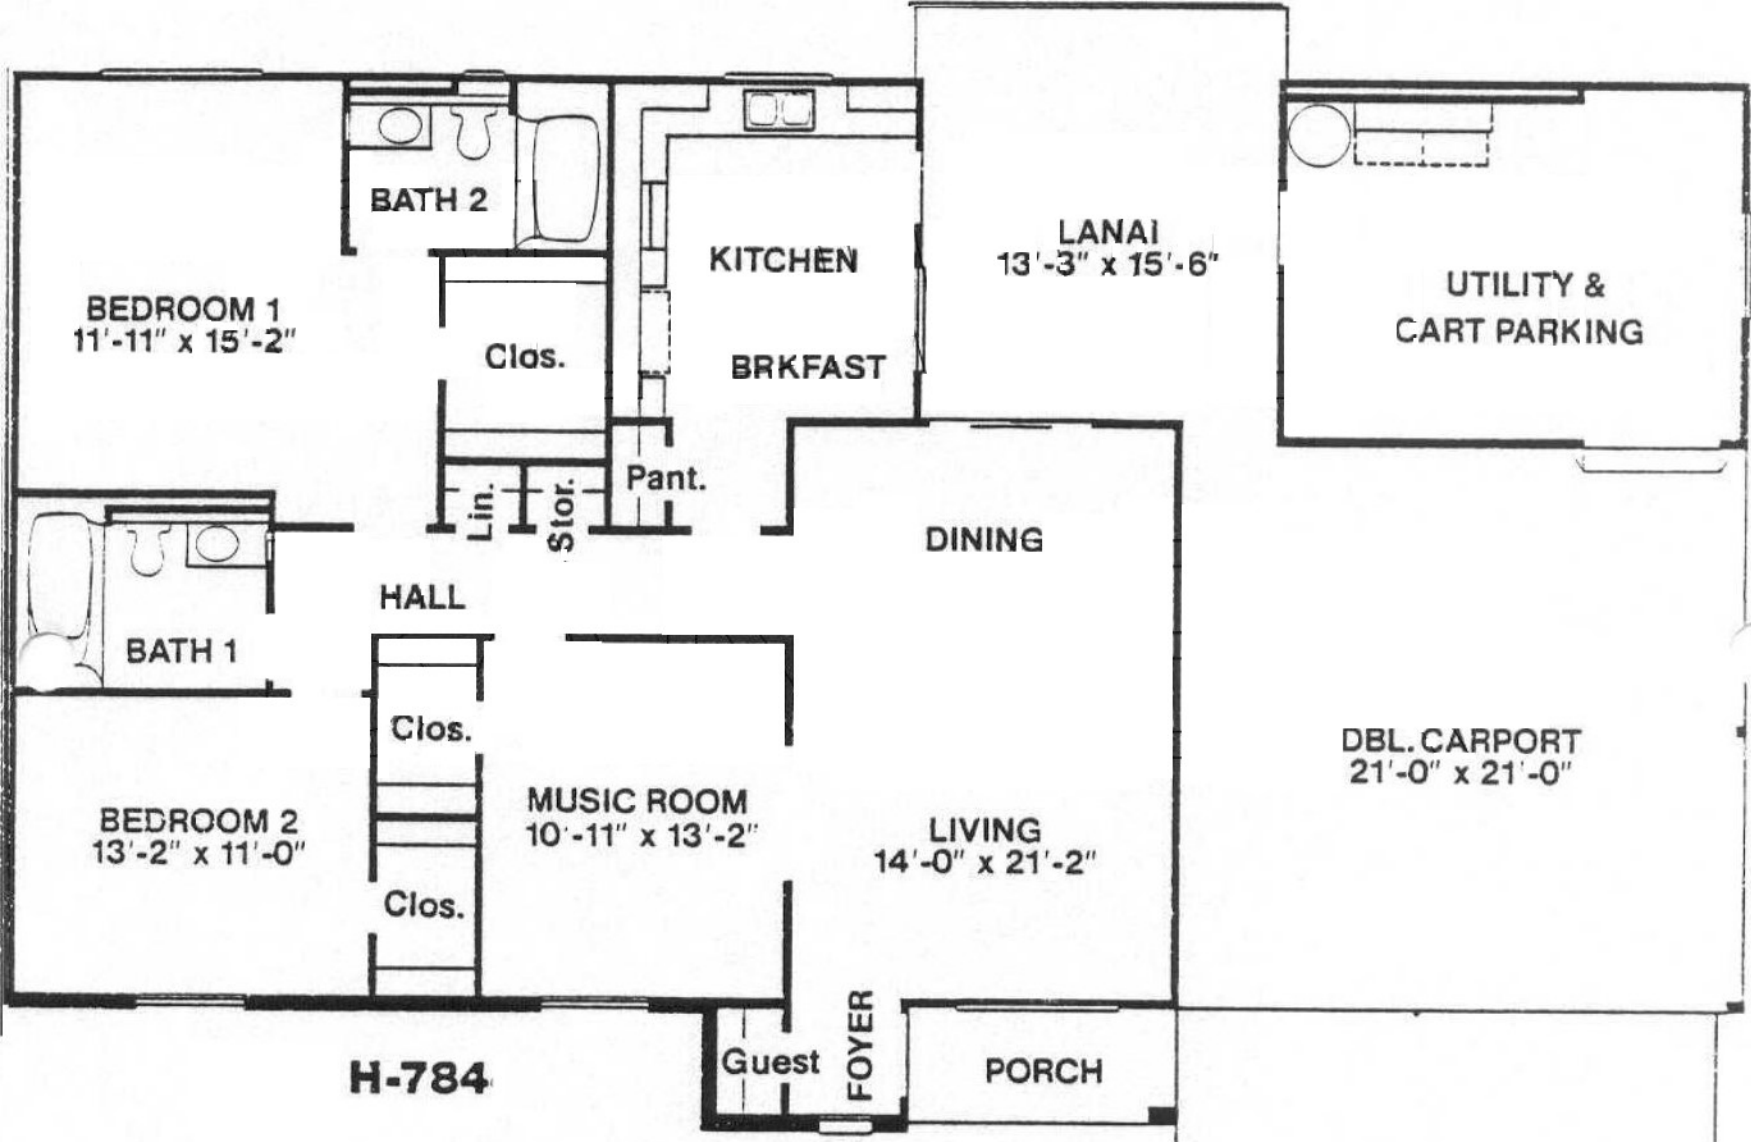 BATH 2
LANAI
13'-3" x 15'-6"
KITCHEN
UTILITY &
CART PARKING
BEDROOM 1
11'-11" x 15'-2"
Clos.
BRKFAST
Lin.
Stor.
Pant.
DINING
HALL
BATH 1
Clos.
DBL. CARPORT
21'-0" x 21'-0"
MUSIC ROOM
10'-11" x 13'-2"
BEDROOM 2
13'-2" x 11'-0"
LIVING
14'-0" x 21'-2"
Clos.
FOYER
Guest
PORCH
H-784